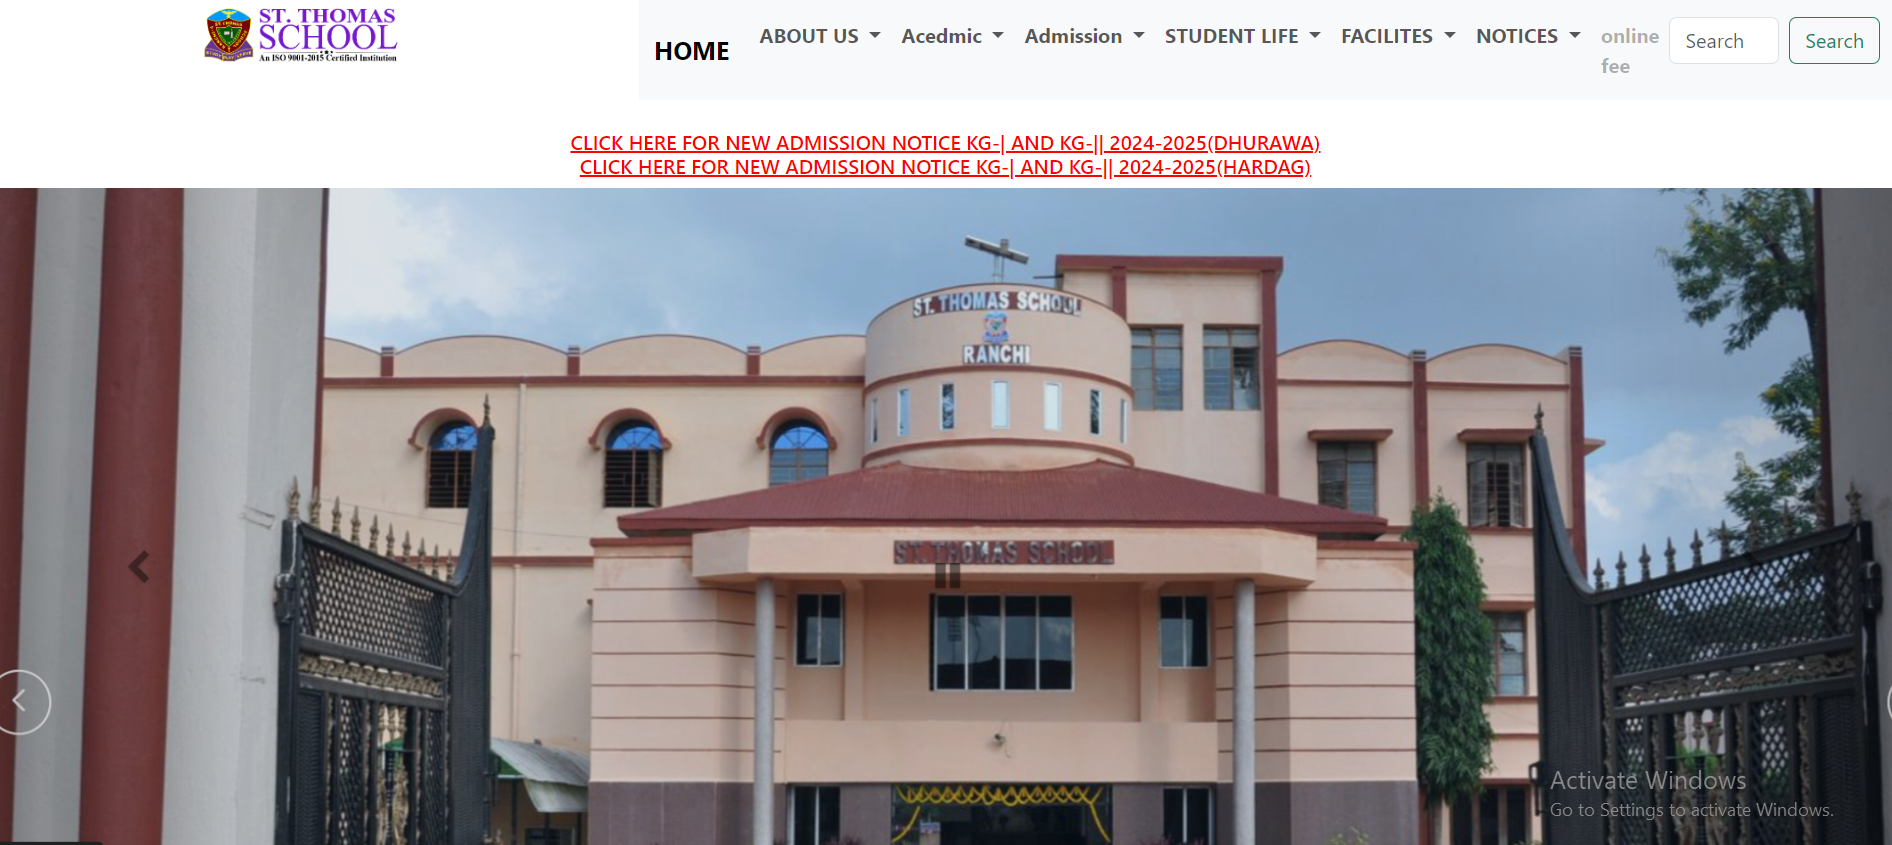 ST. THOMAS
SCHOOL
An ISO 9001-2015 Certified Institution
HOME
ABOUT US
Acedmic
Admission
STUDENT LIFE
FACILITES
NOTICES
online
fee
Search
Search
CLICK HERE FOR NEW ADMISSION NOTICE KG-| AND KG-|| 2024-2025(DHURAWA)
CLICK HERE FOR NEW ADMISSION NOTICE KG-| AND KG-|| 2024-2025(HARDAG)
ST. THOMAS SCHOOL
RANCHI
ST. THOMAS SCHOOL
Activate Windows
Go to Settings to activate Windows.